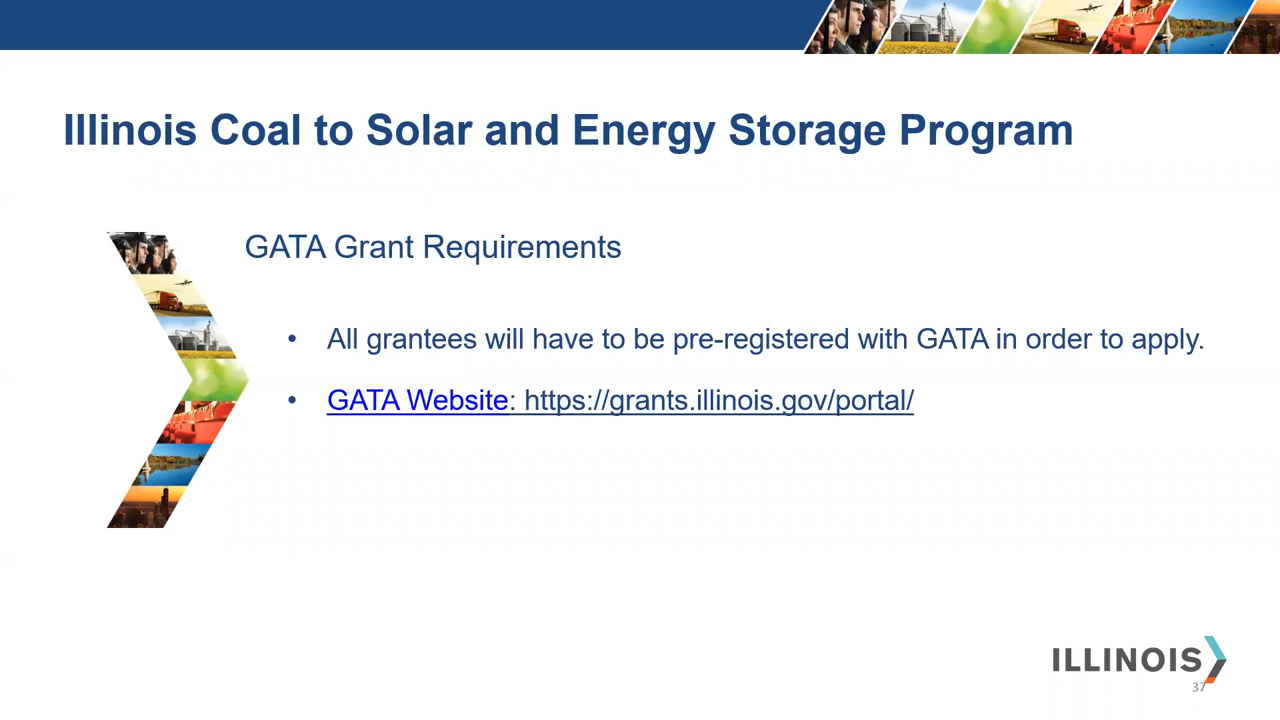 Illinois Coal to Solar and Energy Storage Program
GATA Grant Requirements
• All grantees will have to be pre-registered with GATA in order to apply.
• GATA Website: https://grants.illinois.gov/portal/
ILLINOIS
37